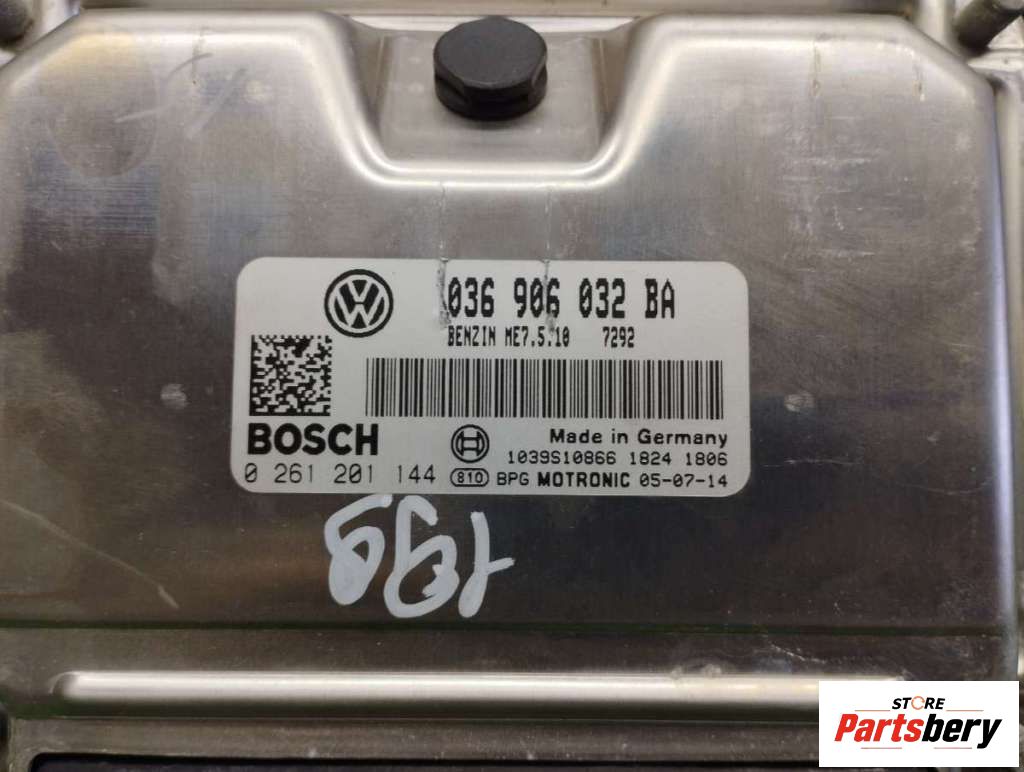 036 906 032 BA
BENZIN ME7.5.10 7292
BOSCH
Made in Germany
1039S10866 1824 1806
0 261 201 144 810 BPG MOTRONIC 05-07-14
STORE
Partsbery